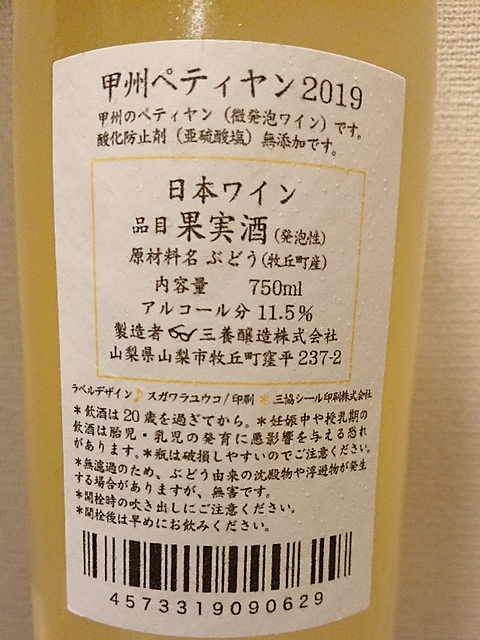 甲州ペティヤン2019
甲州のペティヤン（微発泡ワイン）です。
酸化防止剤（亜硫酸塩）無添加です。
日本ワイン
品目 果実酒（発泡性）
原材料名 ぶどう（牧丘町産）
内容量 750ml
アルコール分 11.5%
製造者 三養醸造株式会社
山梨県山梨市牧丘町窪平 237-2
ラベルデザイン♪スガワラユウコ/印刷＊三協シール印刷株式会社
＊飲酒は20歳を過ぎてから。＊妊娠中や授乳期の
飲酒は胎児・乳児の発育に悪影響を与える恐れ
があります。＊瓶は破損しやすいのでご注意ください。
＊無濾過のため、ぶどう由来の沈殿物や浮遊物が発生
する場合がありますが、無害です。
＊開栓時の吹き出しにご注意ください。
＊開栓後は早めにお飲みください。
4573319090629